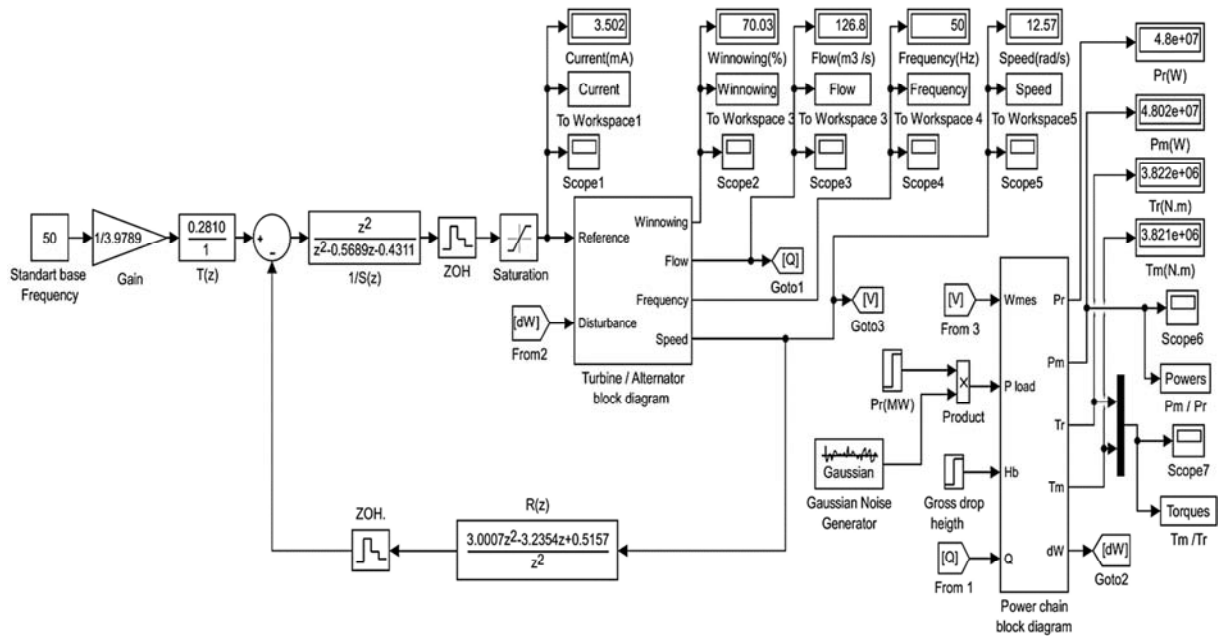 3.502
Current(mA)
Current
To Workspace1
Scope1
70.03
Winnowing(%)
Winnowing
To Workspace 3
Scope2
126.8
Flow(m3 /s)
Flow
To Workspace 3
Scope3
50
Frequency(Hz)
Frequency
To Workspace 4
Scope4
12.57
Speed(rad/s)
Speed
To Workspace5
Scope5
4.8e+07
Pr(W)
4.802e+07
Pm(W)
3.822e+06
Tr(N.m)
3.821e+06
Tm(N.m)
50
Standart base
Frequency
1/3.9789
Gain
0.2810
1
T(z)
+
-
z2
z2-0.5689z-0.4311
1/S(z)
ZOH
Saturation
Reference
Disturbance
Winnowing
Flow
Frequency
Speed
Turbine / Alternator
block diagram
[dW]
From2
[Q]
Goto1
[V]
Goto3
[V]
From 3
Pr(MW)
X
Product
Gaussian
Gaussian Noise
Generator
Gross drop
heigth
[Q]
From 1
Wmes
P load
Hb
Q
Pr
Pm
Tr
Tm
dW
Power chain
block diagram
Scope6
Powers
Pm / Pr
Scope7
Torques
Tm /Tr
[dW]
Goto2
ZOH.
R(z)
3.0007z2-3.2354z+0.5157
z2